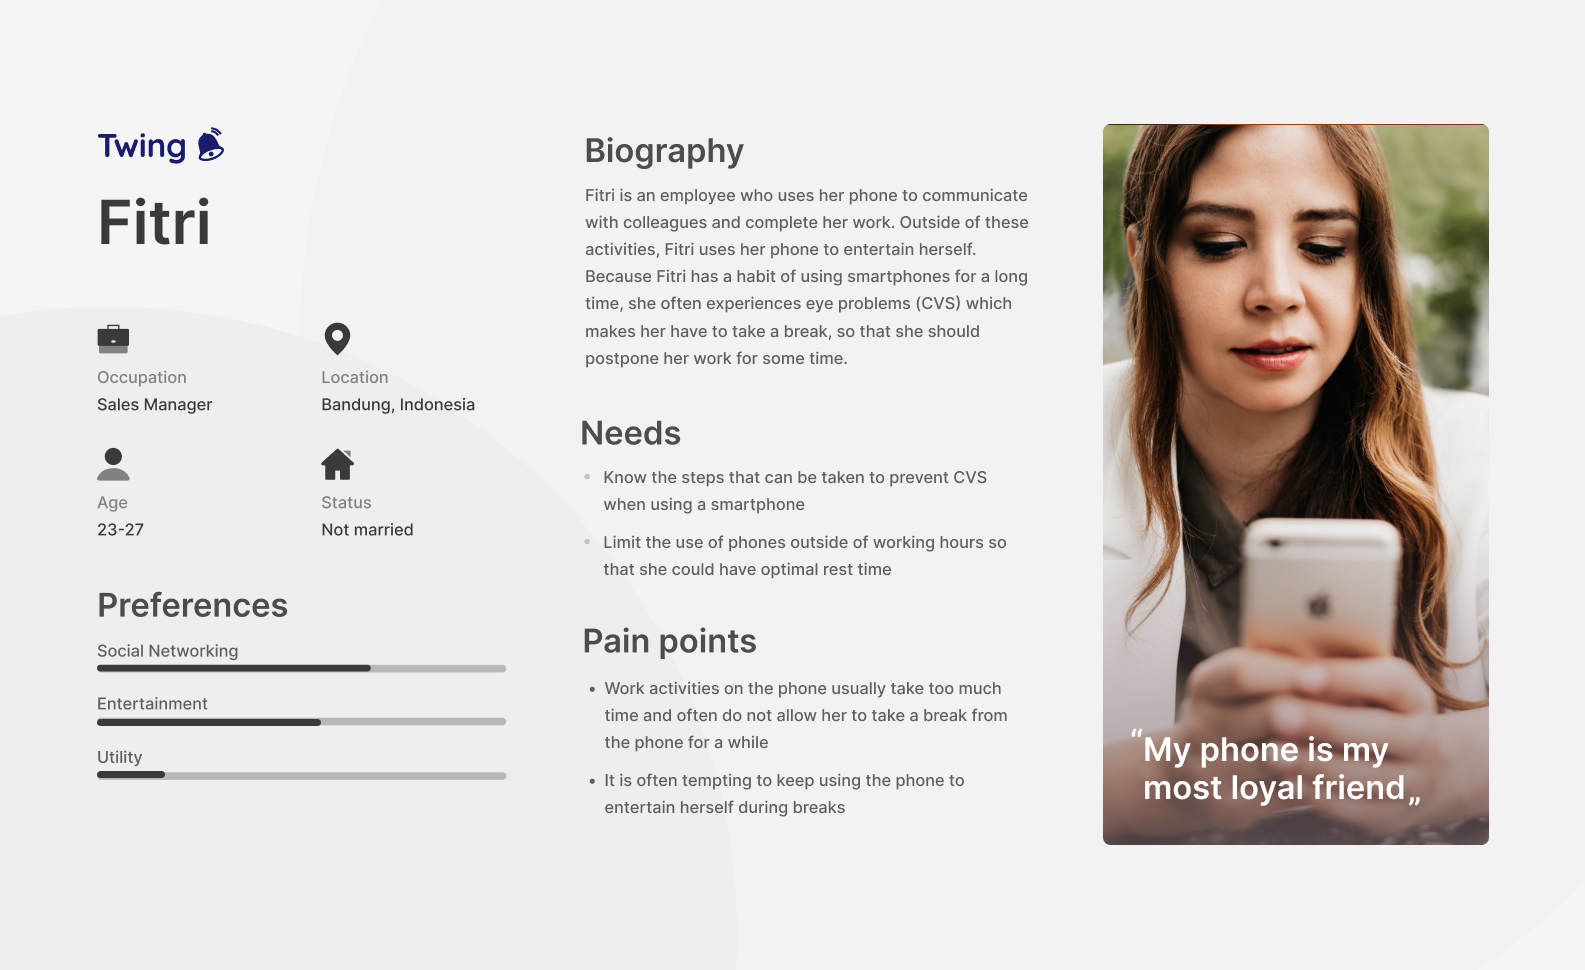 Twing
Fitri
Occupation
Sales Manager
Location
Bandung, Indonesia
Age
23-27
Status
Not married
Preferences
Social Networking
Entertainment
Utility
Biography
Fitri is an employee who uses her phone to communicate
with colleagues and complete her work. Outside of these
activities, Fitri uses her phone to entertain herself.
Because Fitri has a habit of using smartphones for a long
time, she often experiences eye problems (CVS) which
makes her have to take a break, so that she should
postpone her work for some time.
Needs
• Know the steps that can be taken to prevent CVS
when using a smartphone
• Limit the use of phones outside of working hours so
that she could have optimal rest time
Pain points
• Work activities on the phone usually take too much
time and often do not allow her to take a break from
the phone for a while
• It is often tempting to keep using the phone to
entertain herself during breaks
“My phone is my
most loyal friend„